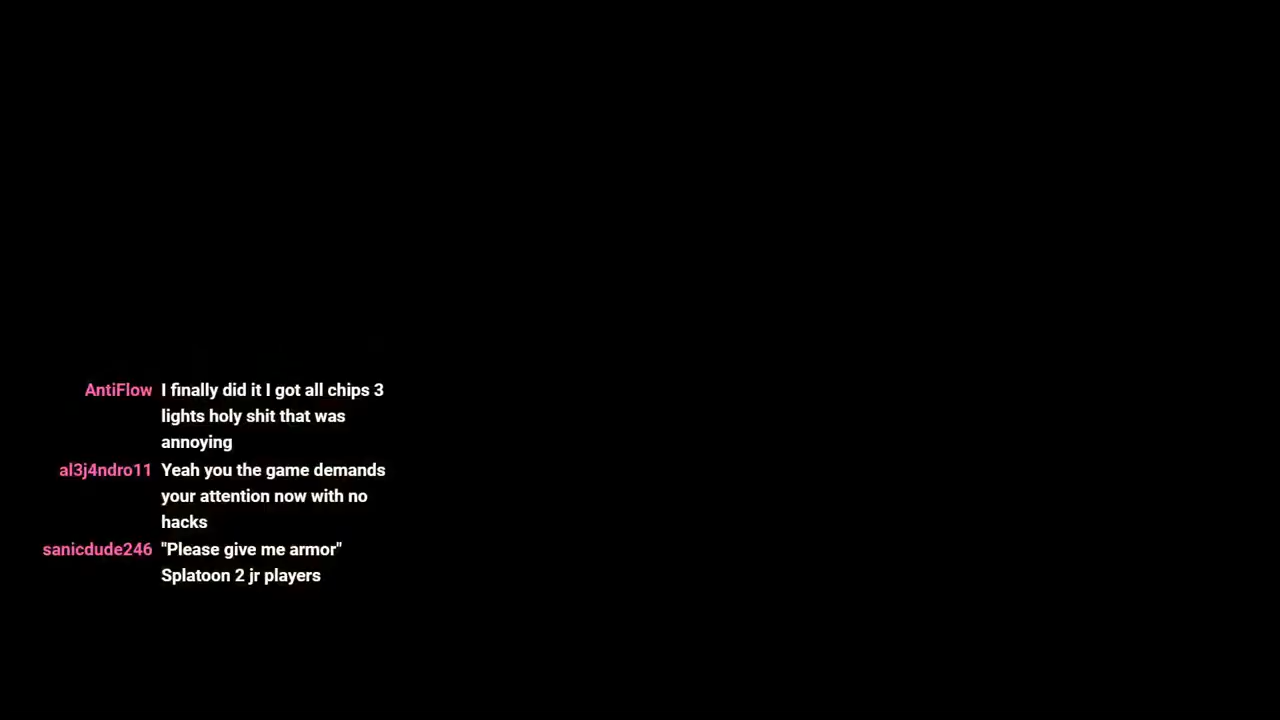 AntiFlow I finally did it I got all chips 3
lights holy shit that was
annoying
al3j4ndro11 Yeah you the game demands
your attention now with no
hacks
sanicdude246 "Please give me armor"
Splatoon 2 jr players